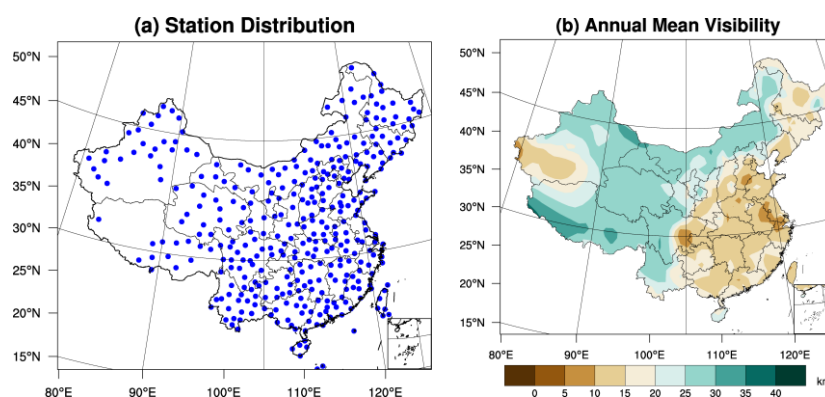 (a) Station Distribution
50°N
45°N
40°N
35°N
30°N
25°N
20°N
15°N
80°E 90°E 100°E 110°E 120°E
(b) Annual Mean Visibility
50°N
45°N
40°N
35°N
30°N
25°N
20°N
15°N
80°E 90°E 100°E 110°E 120°E
0 5 10 15 20 25 30 35 40